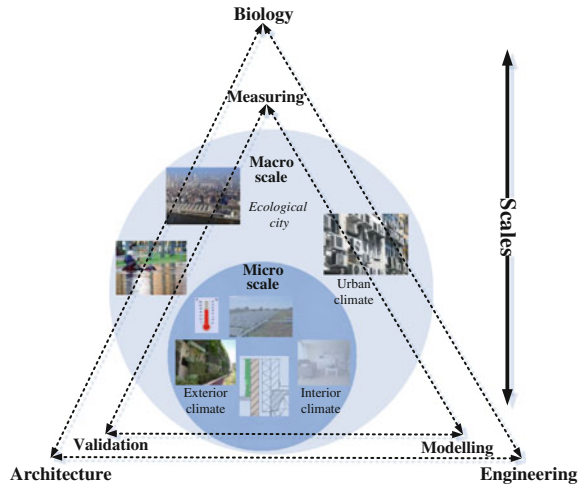 Biology
Measuring
Macro
scale
Ecological
city
Scales
Urban
climate
Micro
scale
Exterior
climate
Interior
climate
Validation
Modelling
Architecture
Engineering